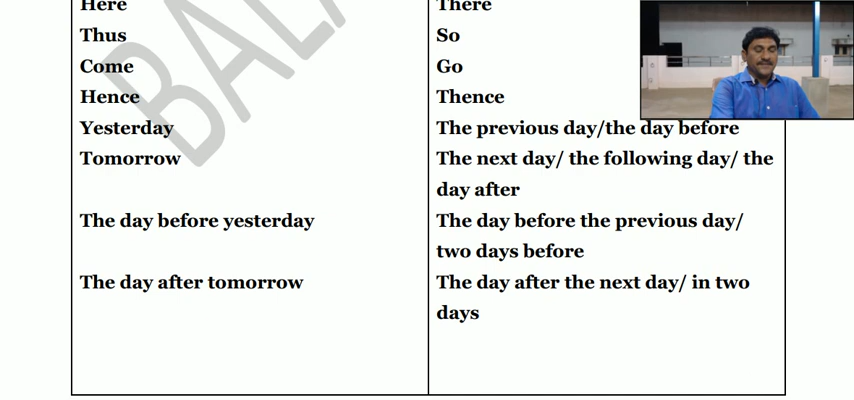 Here There
Thus So
Come Go
Hence Thence
Yesterday The previous day/the day before
Tomorrow The next day/ the following day/ the
day after
The day before yesterday The day before the previous day/
two days before
The day after tomorrow The day after the next day/ in two
days